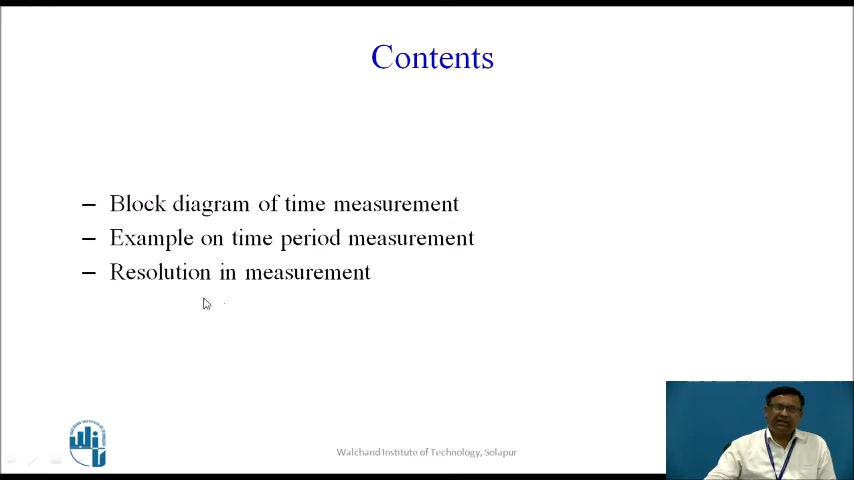 Contents
– Block diagram of time measurement
– Example on time period measurement
– Resolution in measurement
Walchand Institute of Technology, Solapur